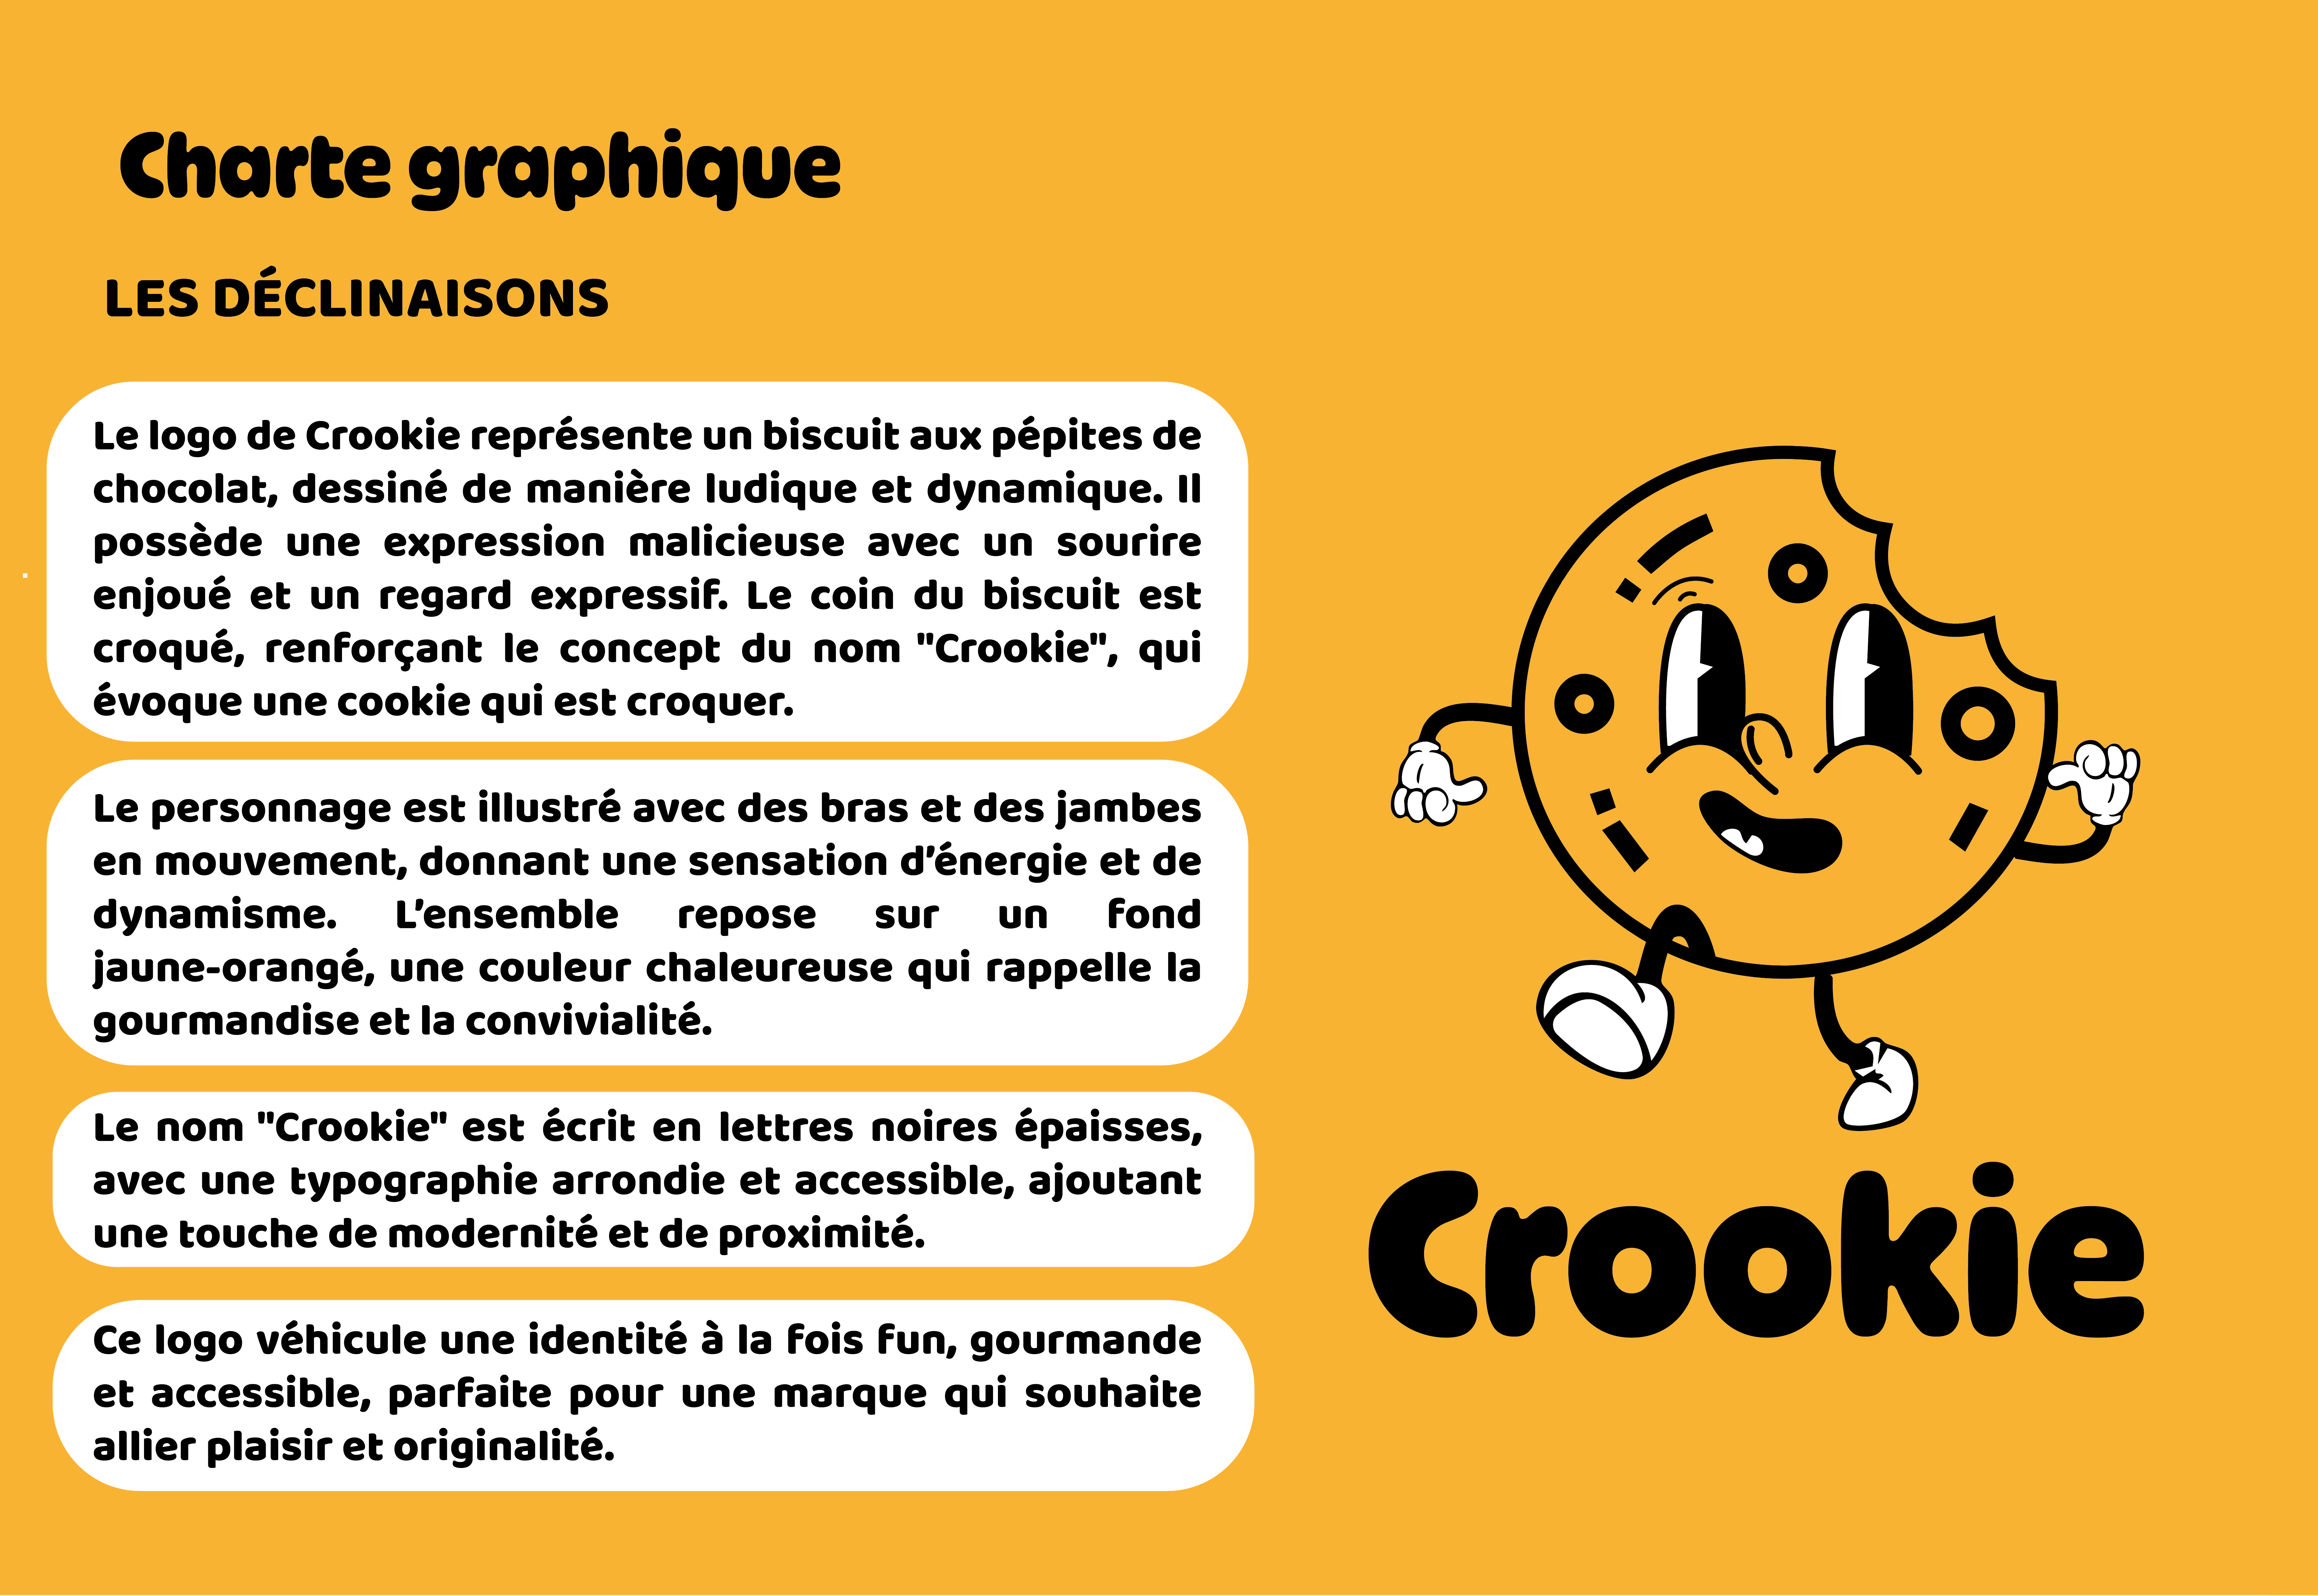 Charte graphique
LES DÉCLINAISONS
Le logo de Crookie représente un biscuit aux pépites de
chocolat, dessiné de manière ludique et dynamique. Il
possède une expression malicieuse avec un sourire
enjoué et un regard expressif. Le coin du biscuit est
croqué, renforçant le concept du nom "Crookie", qui
évoque une cookie qui est croquer.
Le personnage est illustré avec des bras et des jambes
en mouvement, donnant une sensation d’énergie et de
dynamisme. L’ensemble repose sur un fond
jaune-orangé, une couleur chaleureuse qui rappelle la
gourmandise et la convivialité.
Le nom "Crookie" est écrit en lettres noires épaisses,
avec une typographie arrondie et accessible, ajoutant
une touche de modernité et de proximité.
Ce logo véhicule une identité à la fois fun, gourmande
et accessible, parfaite pour une marque qui souhaite
allier plaisir et originalité.
Crookie